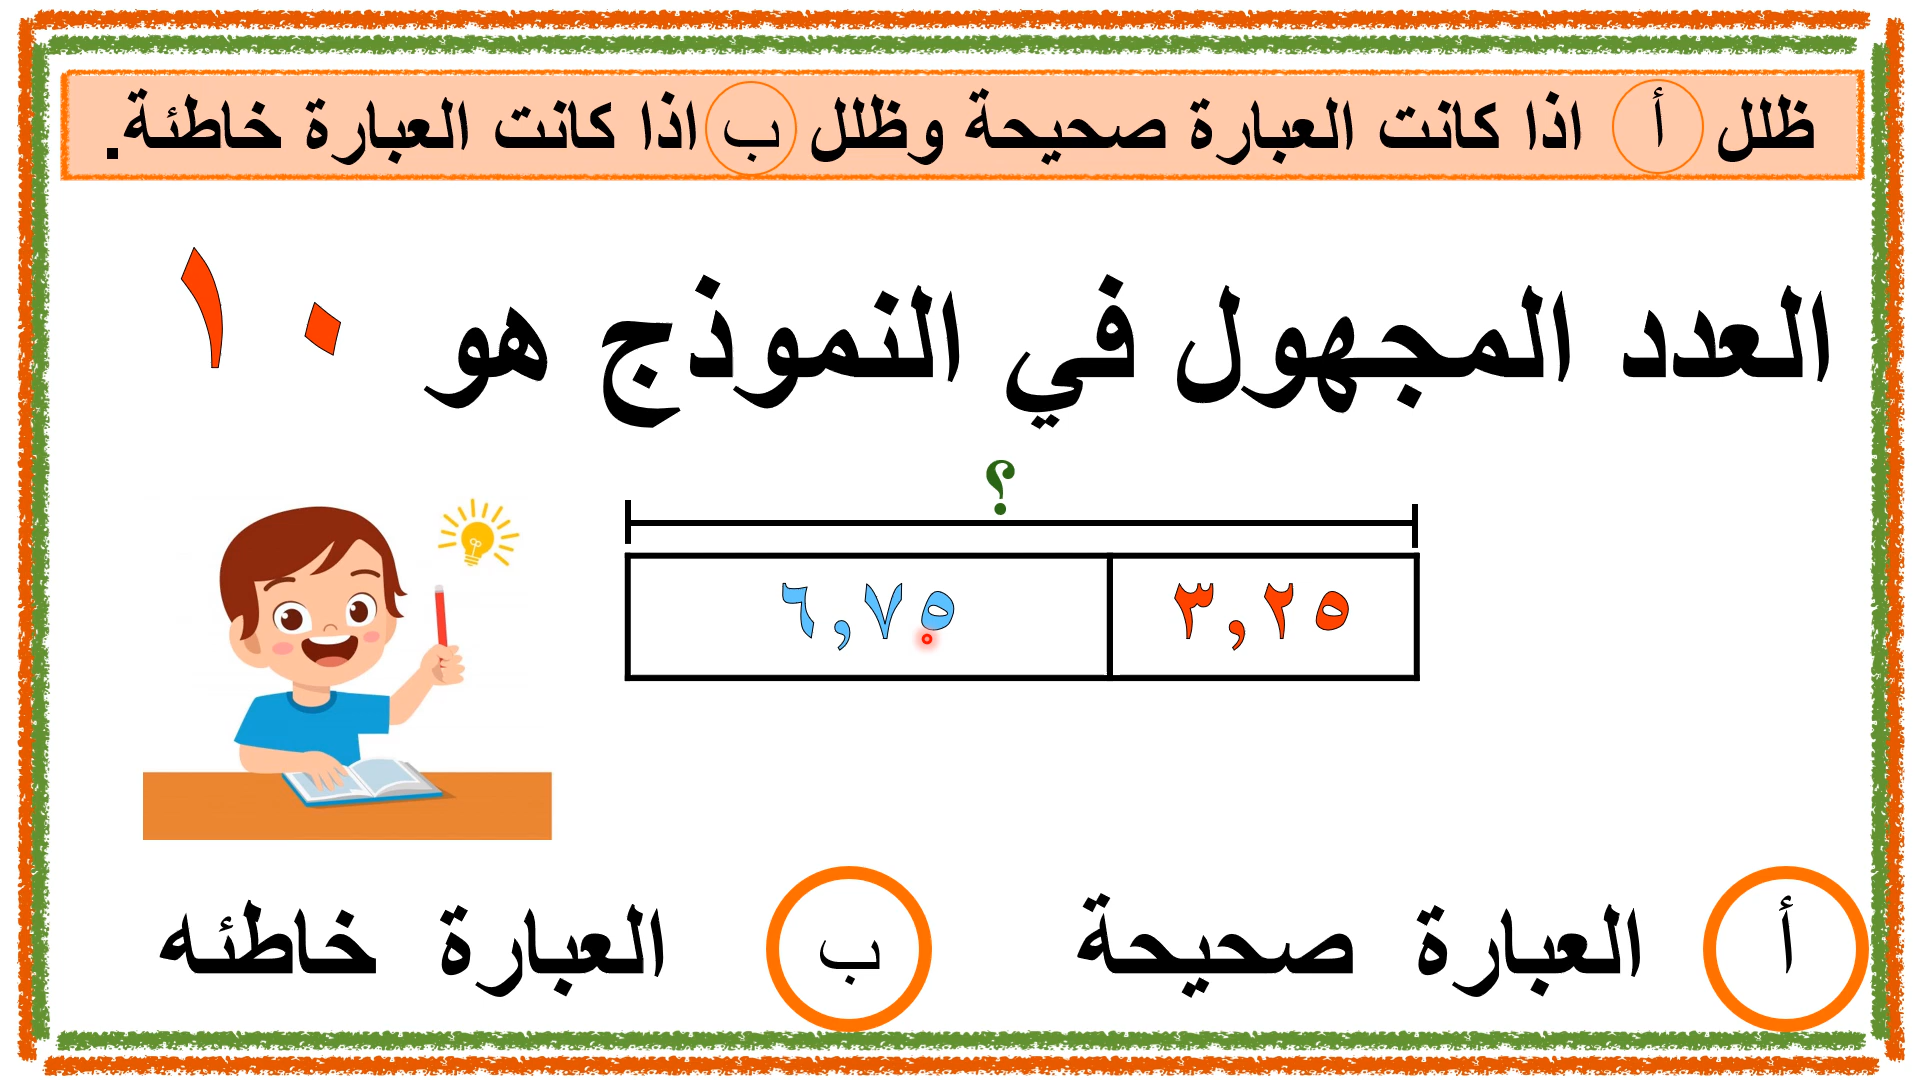 ظلل أ اذا كانت العبارة صحيحة وظلل ب اذا كانت العبارة خاطئة.
العدد المجهول في النموذج هو ١٠
؟
٣,٢٥ ٦,٧٥
أ العبارة صحيحة ب العبارة خاطئه